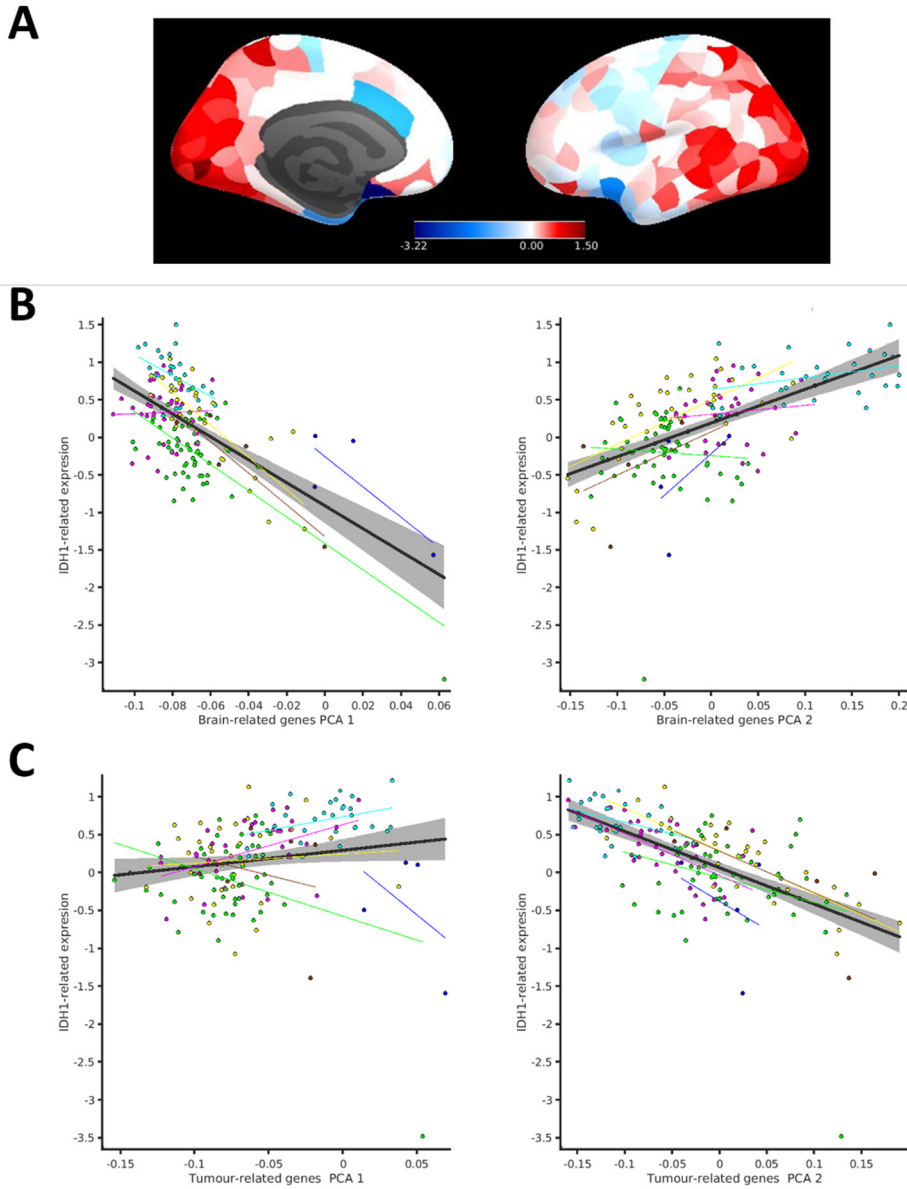 A
-3.22 0.00 1.50
B
1.5
1
0.5
0
-0.5
-1
-1.5
-2
-2.5
-3
IDH1-related expresion
-0.1 -0.08 -0.06 -0.04 -0.02 0 0.02 0.04 0.06
Brain-related genes PCA 1
1.5
1
0.5
0
-0.5
-1
-1.5
-2
-2.5
-3
IDH1-related expresion
-0.15 -0.1 -0.05 0 0.05 0.1 0.15 0.2
Brain-related genes PCA 2
C
1
0.5
0
-0.5
-1
-1.5
-2
-2.5
-3
-3.5
IDH1-related expresion
-0.15 -0.1 -0.05 0 0.05
Tumour-related genes PCA 1
1
0.5
0
-0.5
-1
-1.5
-2
-2.5
-3
-3.5
IDH1-related expresion
-0.15 -0.1 -0.05 0 0.05 0.1 0.15
Tumour-related genes PCA 2